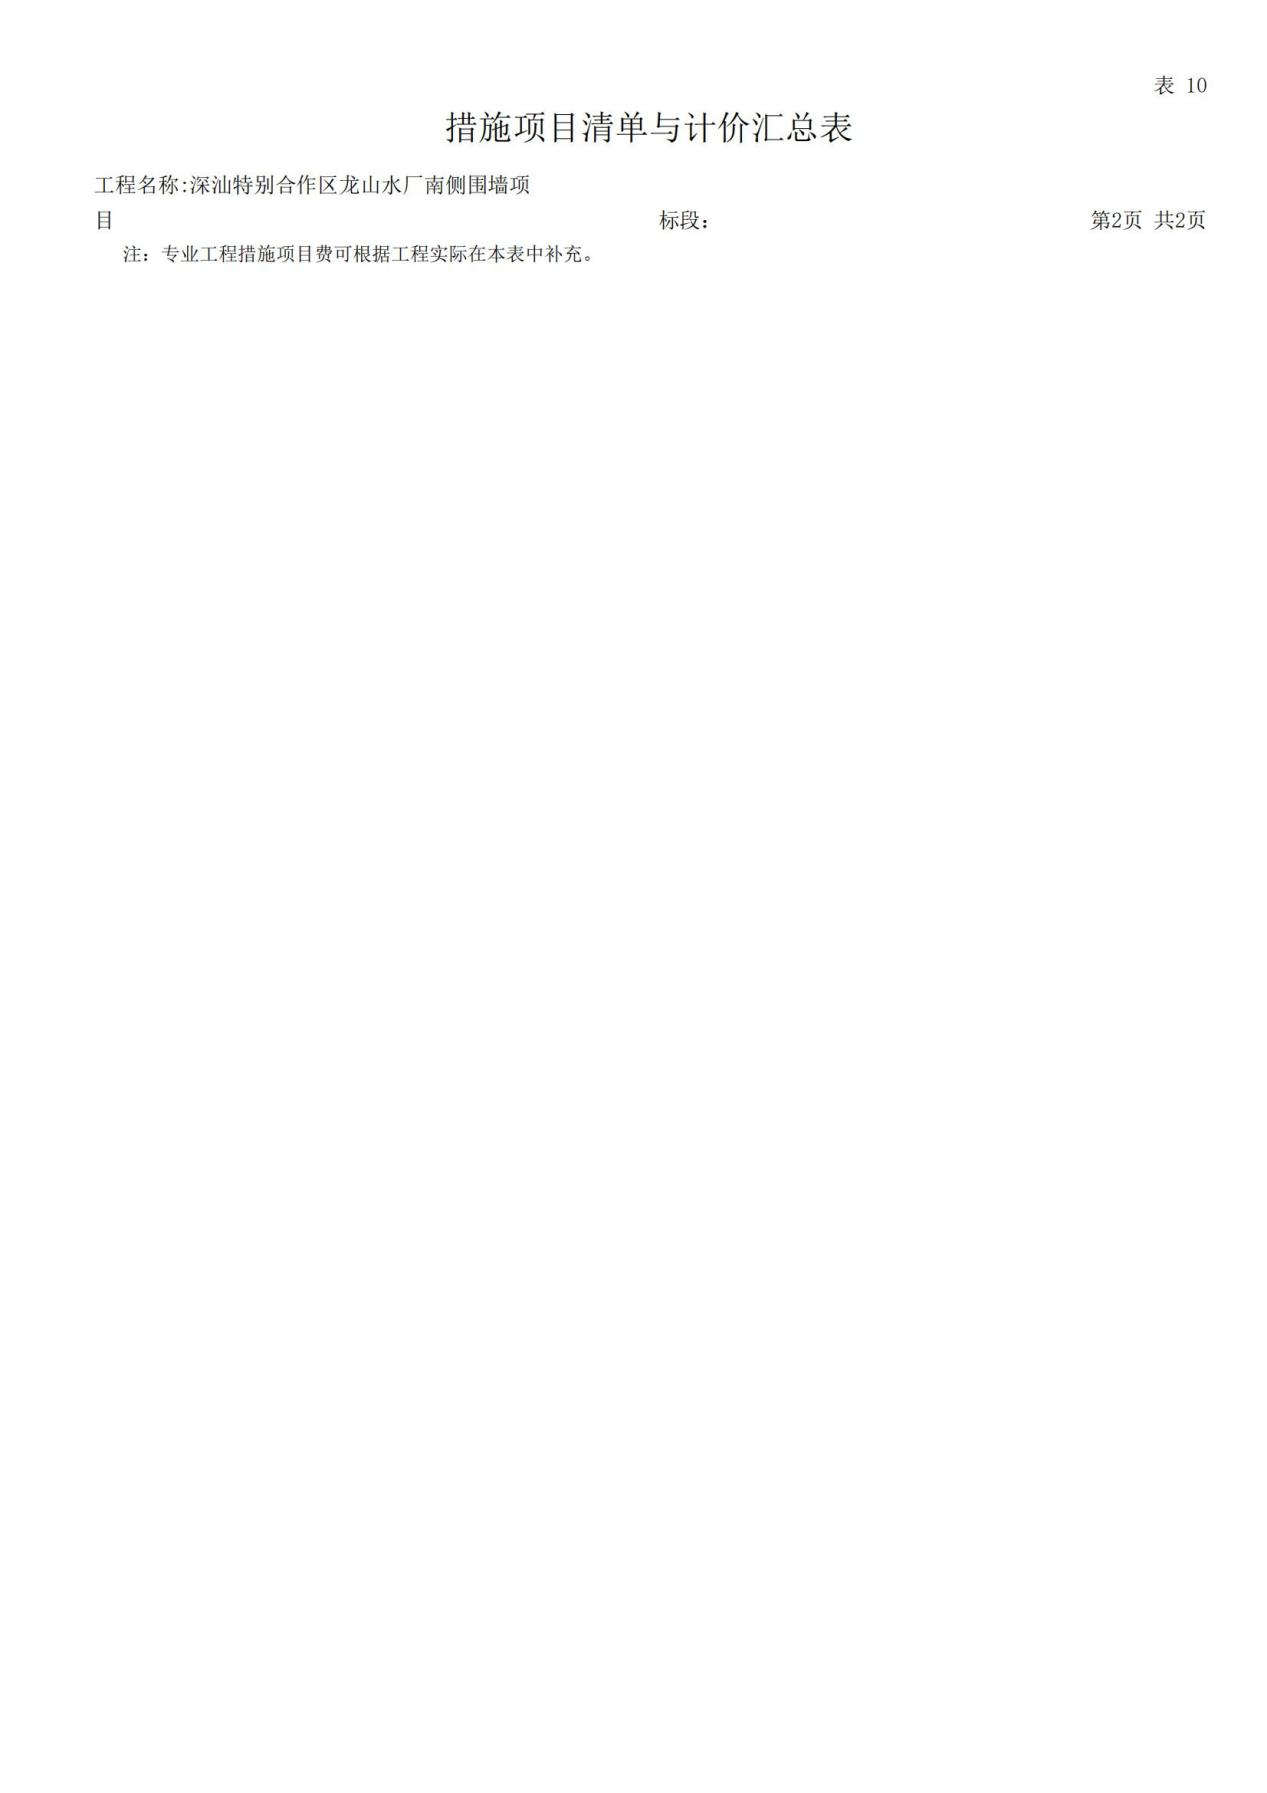 表 10
措施项目清单与计价汇总表
工程名称:深汕特别合作区龙山水厂南侧围墙项
目 标段: 第2页 共2页
注: 专业工程措施项目费可根据工程实际在本表中补充。